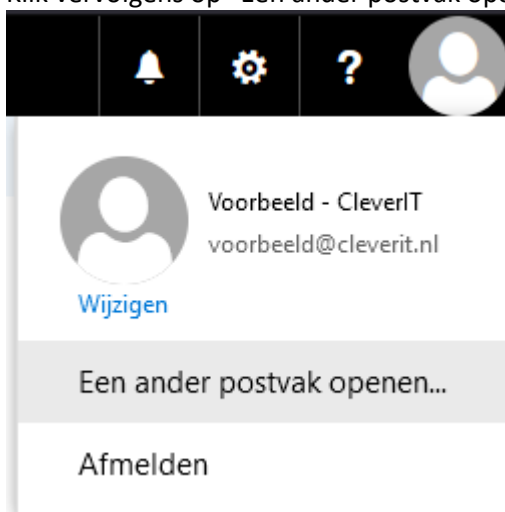 ?
Voorbeeld - CleverIT
voorbeeld@cleverit.nl
Wijzigen
Een ander postvak openen...
Afmelden